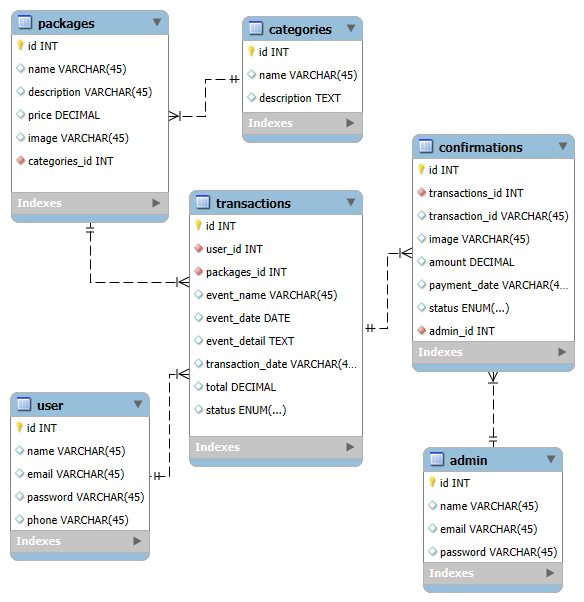 packages
id INT
name VARCHAR(45)
description VARCHAR(45)
price DECIMAL
image VARCHAR(45)
categories_id INT
Indexes
categories
id INT
name VARCHAR(45)
description TEXT
Indexes
confirmations
id INT
transactions_id INT
transaction_id VARCHAR(45)
image VARCHAR(45)
amount DECIMAL
payment_date VARCHAR(4...
status ENUM(...)
admin_id INT
Indexes
transactions
id INT
user_id INT
packages_id INT
event_name VARCHAR(45)
event_date DATE
event_detail TEXT
transaction_date VARCHAR(4...
total DECIMAL
status ENUM(...)
Indexes
user
id INT
name VARCHAR(45)
email VARCHAR(45)
password VARCHAR(45)
phone VARCHAR(45)
Indexes
admin
id INT
name VARCHAR(45)
email VARCHAR(45)
password VARCHAR(45)
Indexes